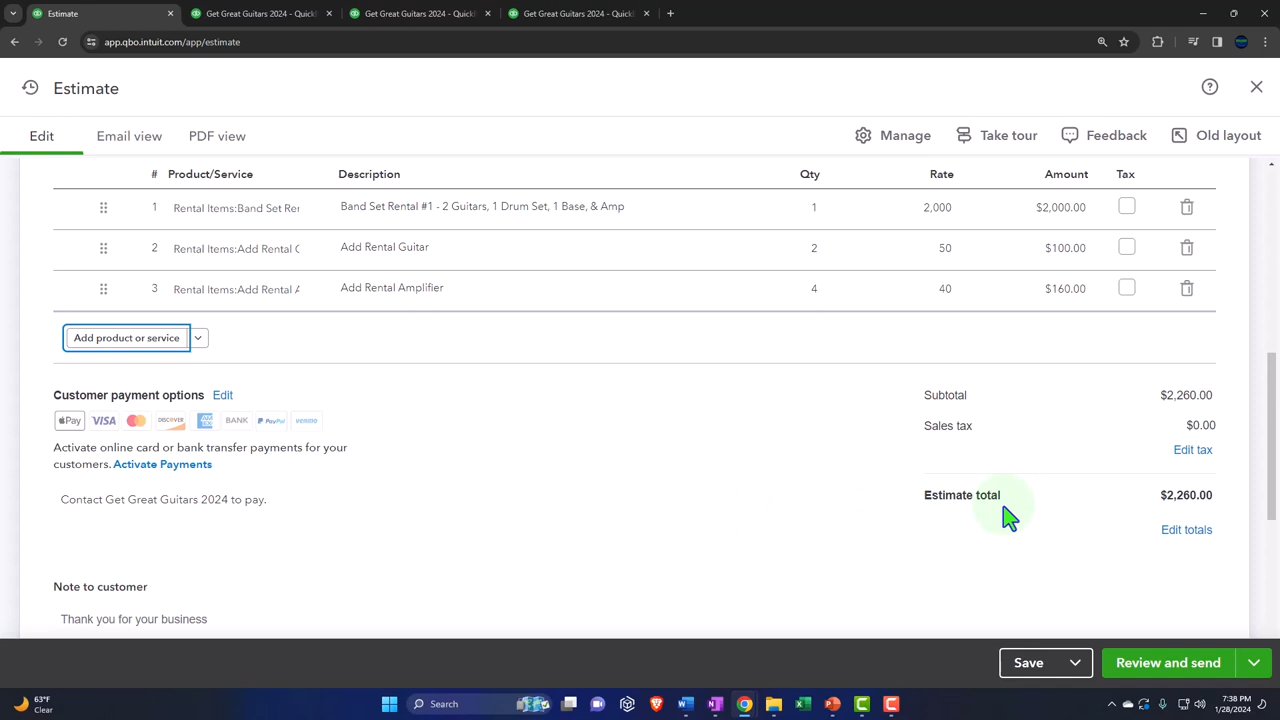 Estimate
Get Great Guitars 2024 - Quick
Get Great Guitars 2024 - Quick
Get Great Guitars 2024 - Quick
app.qbo.intuit.com/app/estimate
Estimate
Edit
Email view
PDF view
Manage
Take tour
Feedback
Old layout
# Product/Service Description Qty Rate Amount Tax
1 Rental Items:Band Set Re Band Set Rental #1 - 2 Guitars, 1 Drum Set, 1 Base, & Amp 1 2,000 $2,000.00
2 Rental Items:Add Rental Add Rental Guitar 2 50 $100.00
3 Rental Items:Add Rental Add Rental Amplifier 4 40 $160.00
Add product or service
Customer payment options Edit
Subtotal $2,260.00
Pay VISA DISCOVER BANK PayPal venmo
Sales tax $0.00
Activate online card or bank transfer payments for your
customers. Activate Payments
Edit tax
Contact Get Great Guitars 2024 to pay.
Estimate total $2,260.00
Edit totals
Note to customer
Thank you for your business
Save
Review and send
63°F
Clear
Search
7:38 PM
1/28/2024